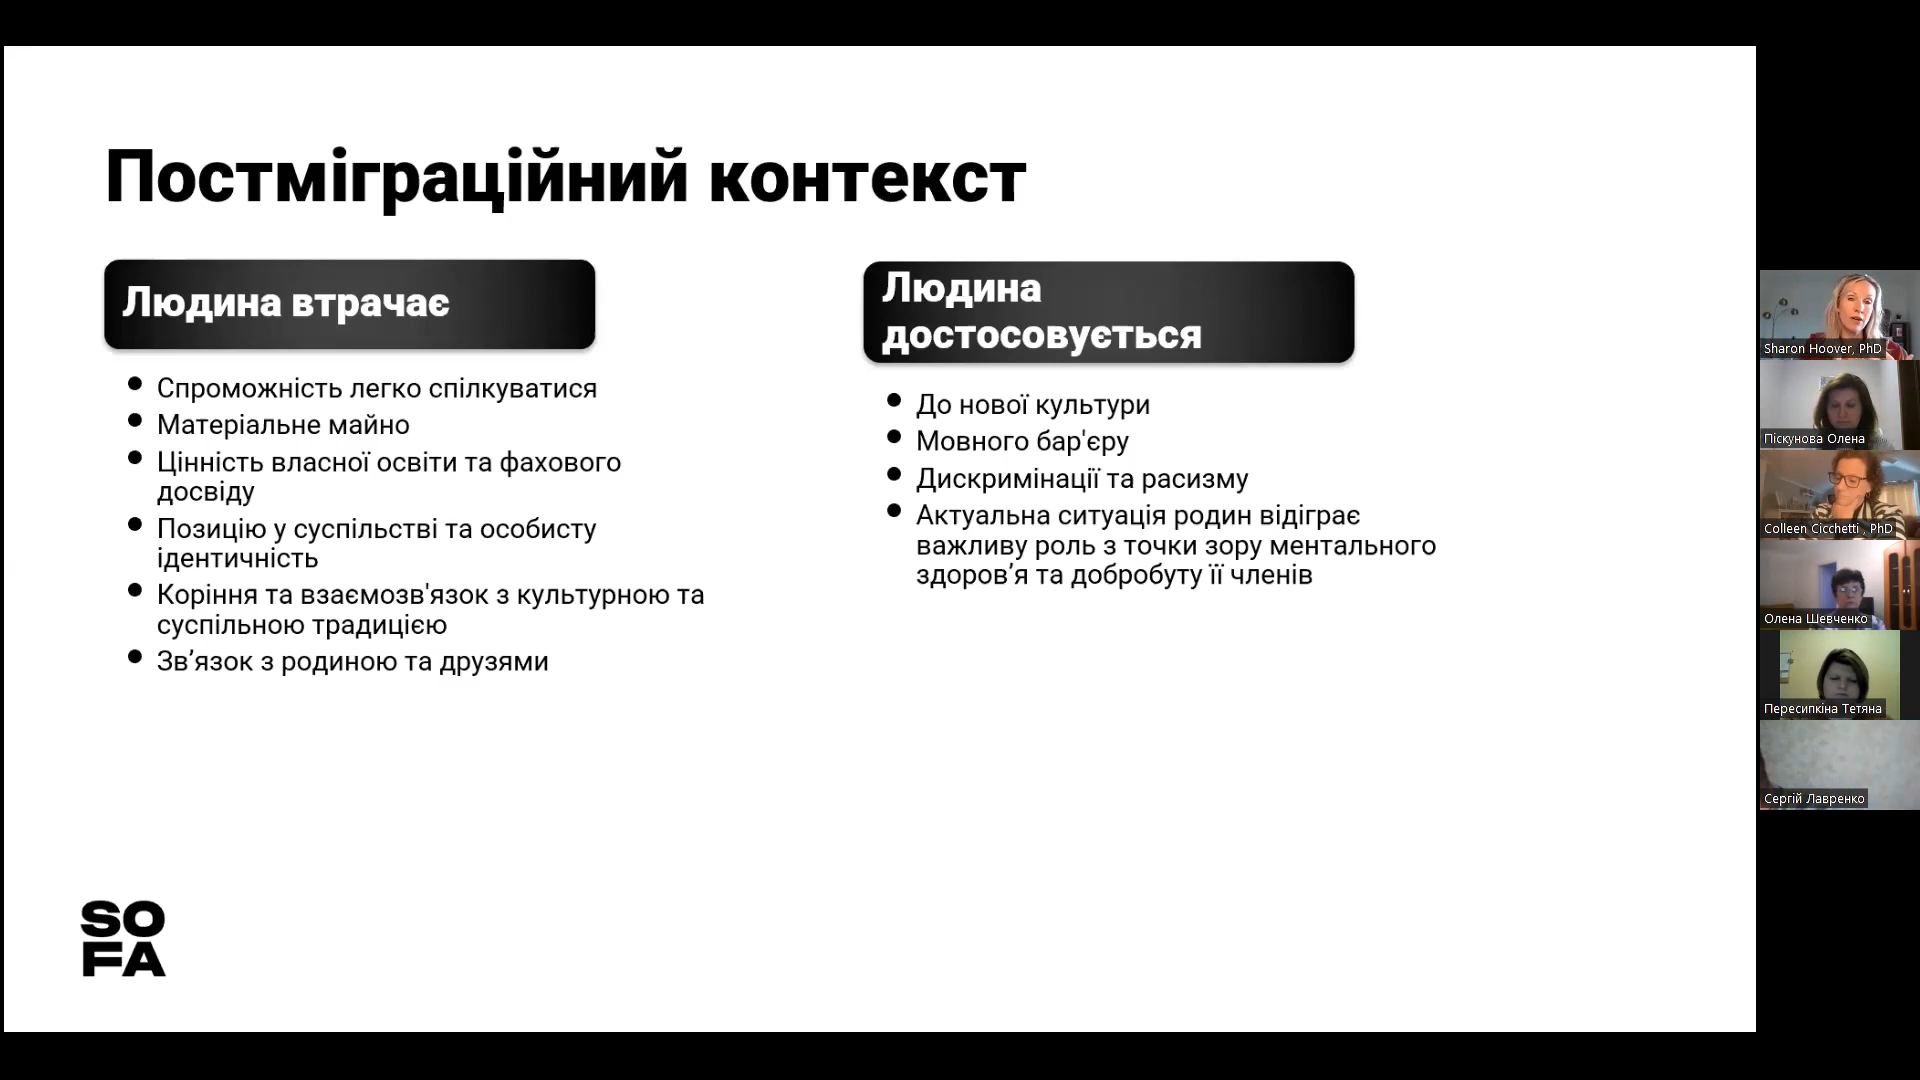 Постміграційний контекст
Людина втрачає
Спроможність легко спілкуватися
Матеріальне майно
Цінність власної освіти та фахового
досвіду
Позицію у суспільстві та особисту
ідентичність
Коріння та взаємозв'язок з культурною та
суспільною традицією
Зв’язок з родиною та друзями
Людина
достосовується
До нової культури
Мовного бар'єру
Дискримінації та расизму
Актуальна ситуація родин відіграє
важливу роль з точки зору ментального
здоров’я та добробуту її членів
SO
FA
Sharon Hoover, PhD
Піскунова Олена
Colleen Cicchetti , PhD
Олена Шевченко
Пересипкіна Тетяна
Сергій Лавренко